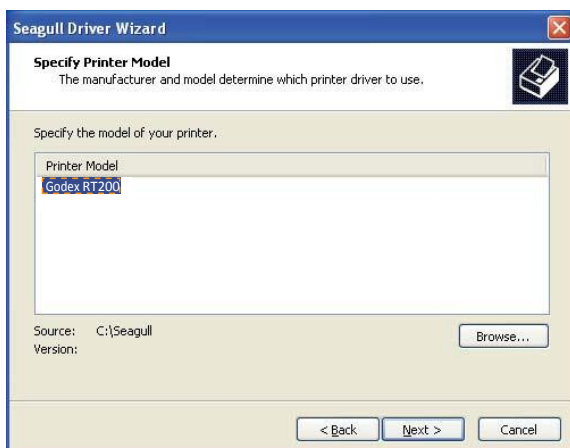 Seagull Driver Wizard
Specify Printer Model
The manufacturer and model determine which printer driver to use.
Specify the model of your printer.
Printer Model
Godex RT200
Source: C:\Seagull
Browse...
Version:
< Back Next > Cancel